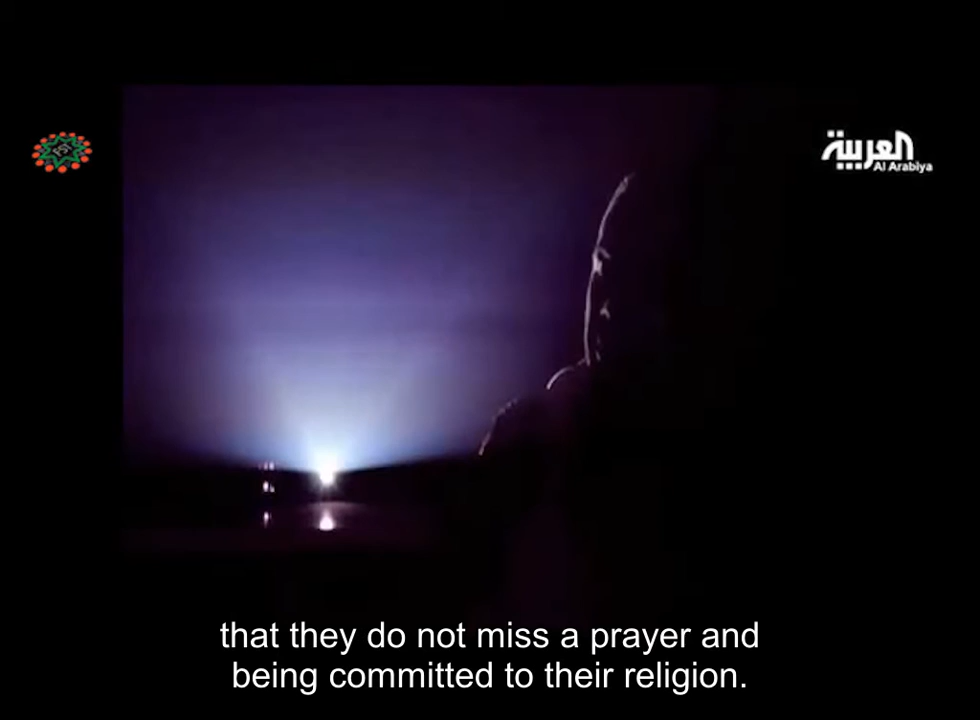 العربية
Al Arabiya
that they do not miss a prayer and
being committed to their religion.